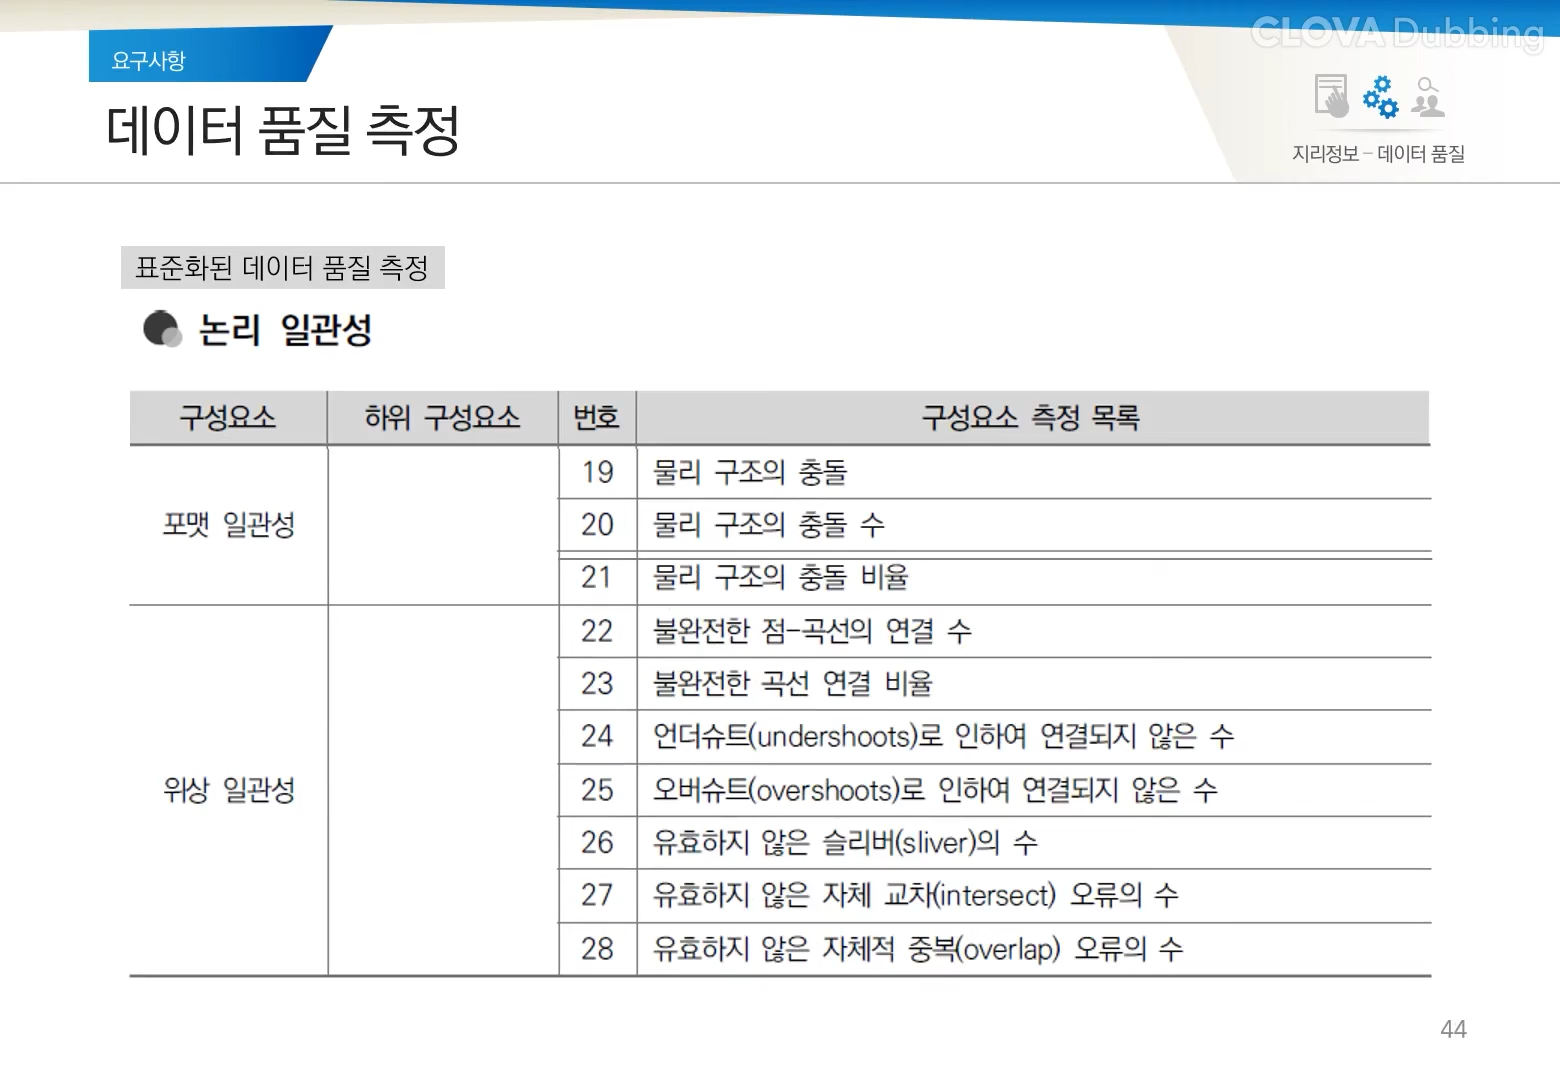 CLOVA Dubbing
요구사항
데이터 품질 측정
지리정보 – 데이터 품질
표준화된 데이터 품질 측정
논리 일관성
구성요소 하위 구성요소 번호 구성요소 측정 목록
포맷 일관성
19 물리 구조의 충돌
20 물리 구조의 충돌 수
21 물리 구조의 충돌 비율
위상 일관성
22 불완전한 점-곡선의 연결 수
23 불완전한 곡선 연결 비율
24 언더슈트(undershoots)로 인하여 연결되지 않은 수
25 오버슈트(overshoots)로 인하여 연결되지 않은 수
26 유효하지 않은 슬리버(sliver)의 수
27 유효하지 않은 자체 교차(intersect) 오류의 수
28 유효하지 않은 자체적 중복(overlap) 오류의 수
44